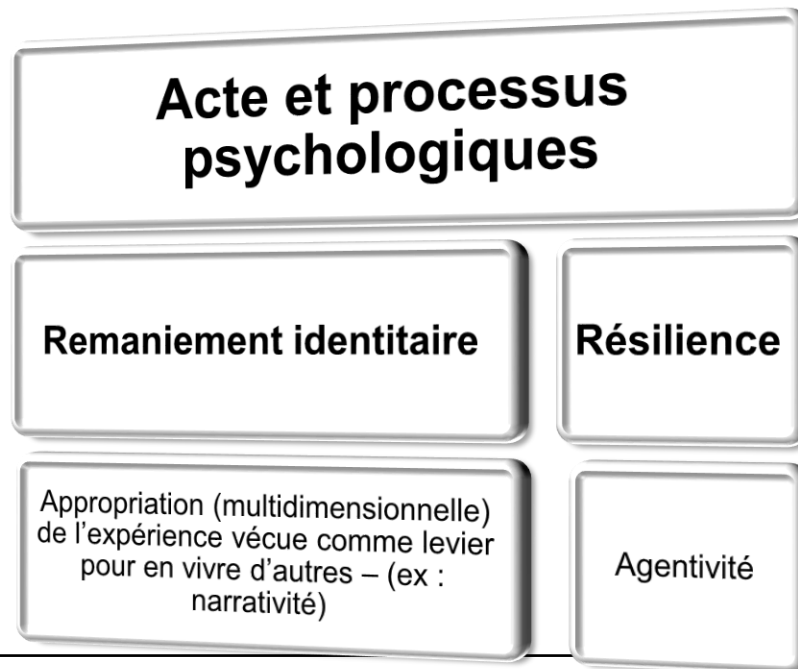 Acte et processus
psychologiques
Remaniement identitaire
Résilience
Appropriation (multidimensionnelle)
de l'expérience vécue comme levier
pour en vivre d'autres – (ex :
narrativité)
Agentivité